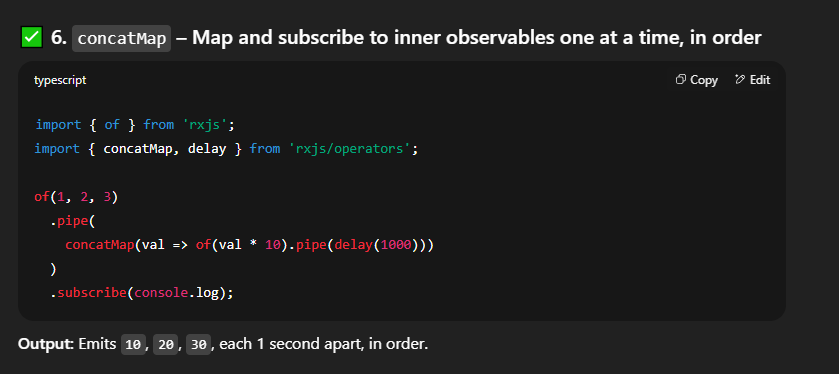 ✅ 6. concatMap – Map and subscribe to inner observables one at a time, in order
typescript
Copy Edit
import { of } from 'rxjs';
import { concatMap, delay } from 'rxjs/operators';
of(1, 2, 3)
  .pipe(
    concatMap(val => of(val * 10).pipe(delay(1000)))
  )
  .subscribe(console.log);
Output: Emits 10, 20, 30, each 1 second apart, in order.